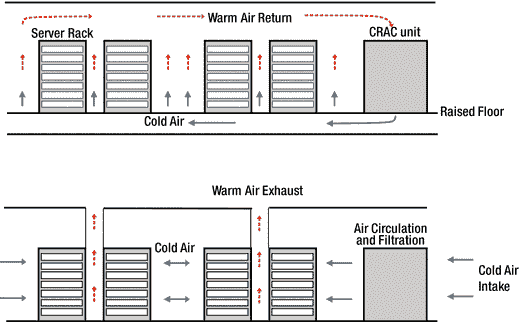 Warm Air Return
Server Rack
CRAC unit
Raised Floor
Cold Air
Warm Air Exhaust
Air Circulation
and Filtration
Cold Air
Cold Air
Intake